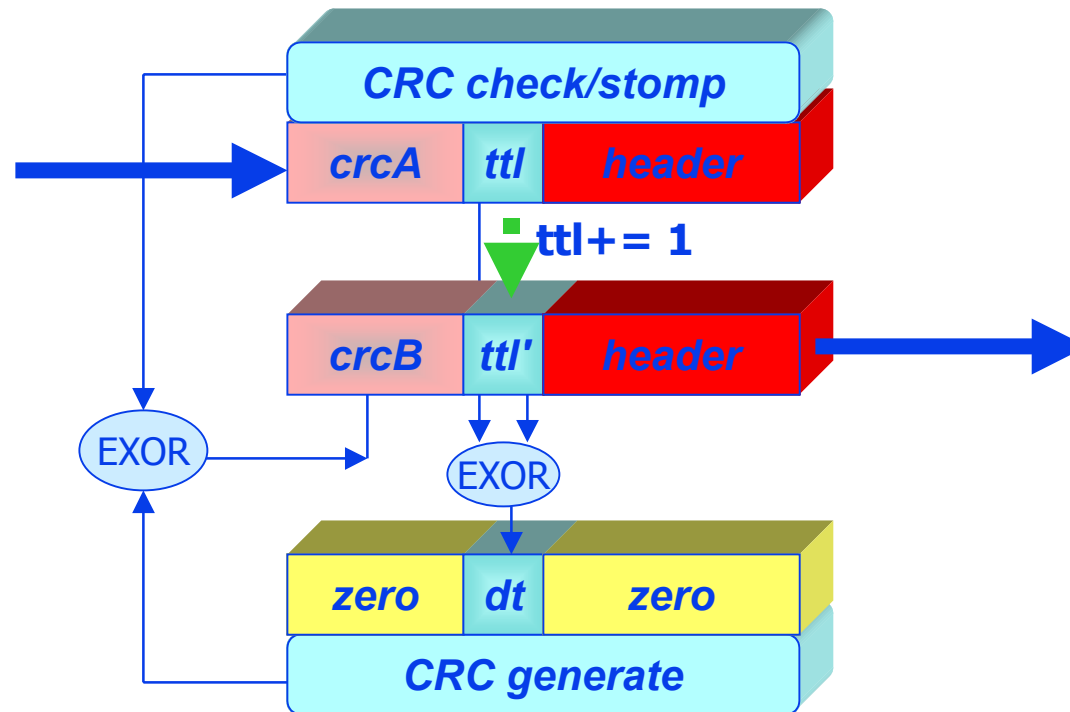 CRC check/stomp
crcA ttl header
ttl+= 1
crcB ttl' header
EXOR
EXOR
zero dt zero
CRC generate